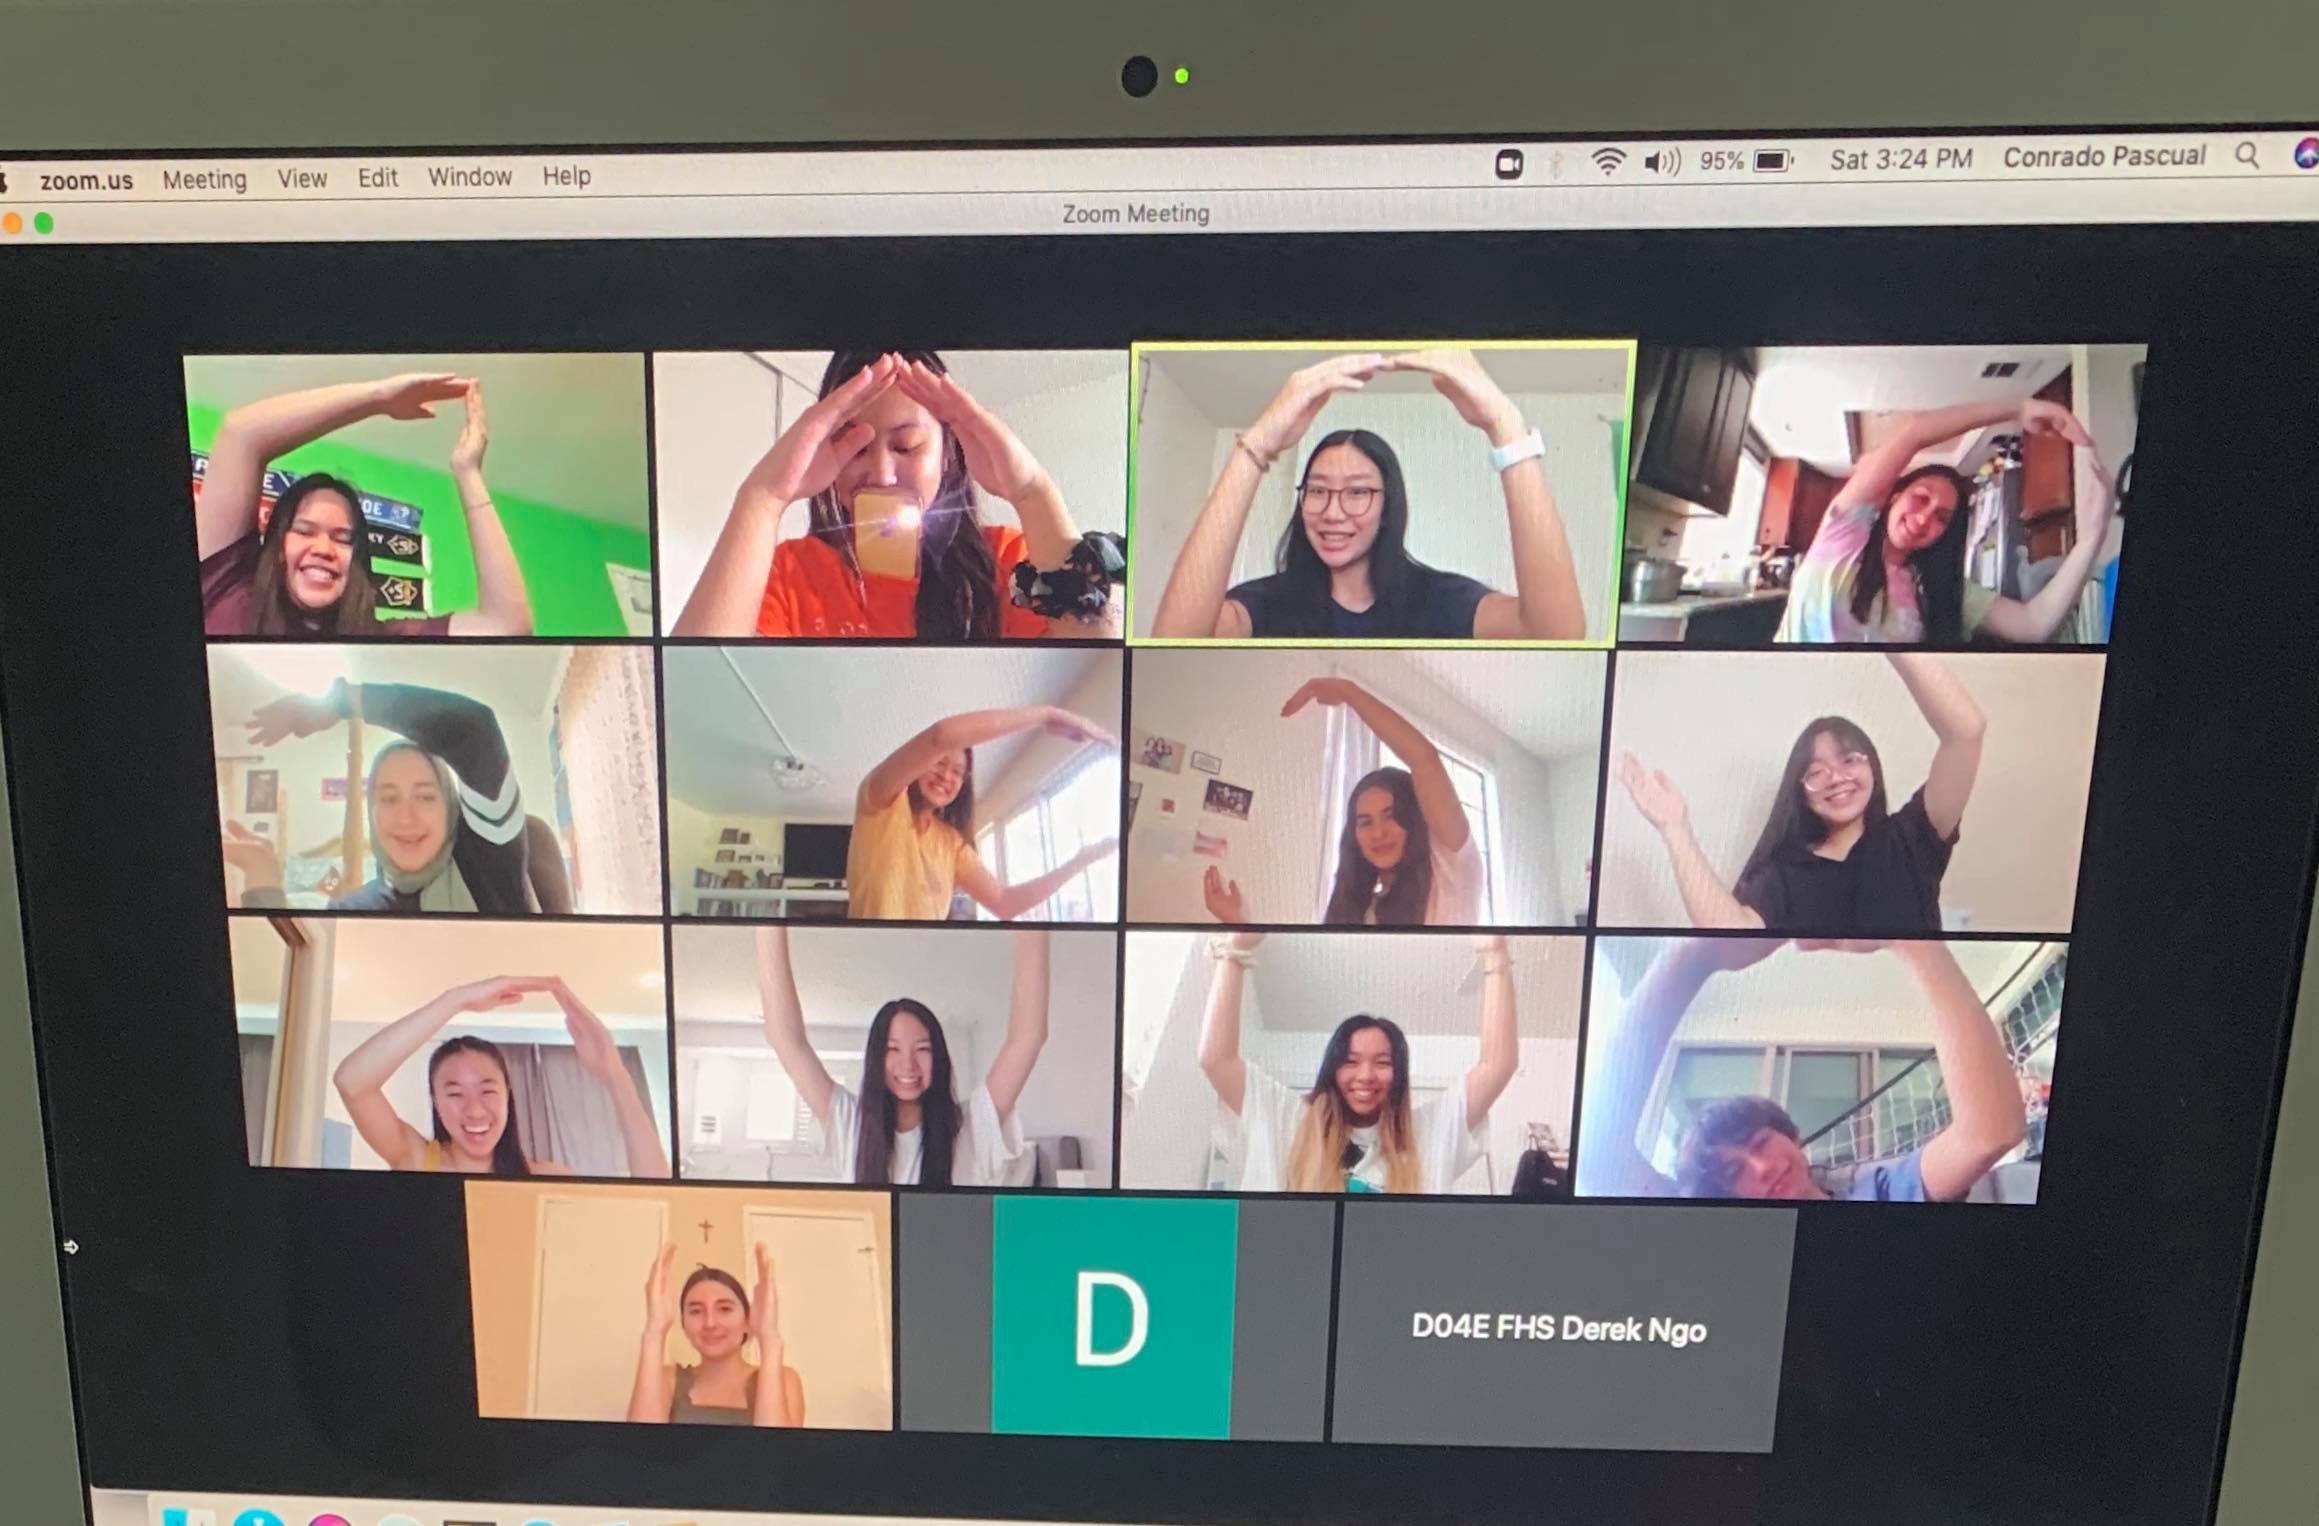 zoom.us Meeting View Edit Window Help 95% Sat 3:24 PM Conrado Pascual
Zoom Meeting
D
D04E FHS Derek Ngo